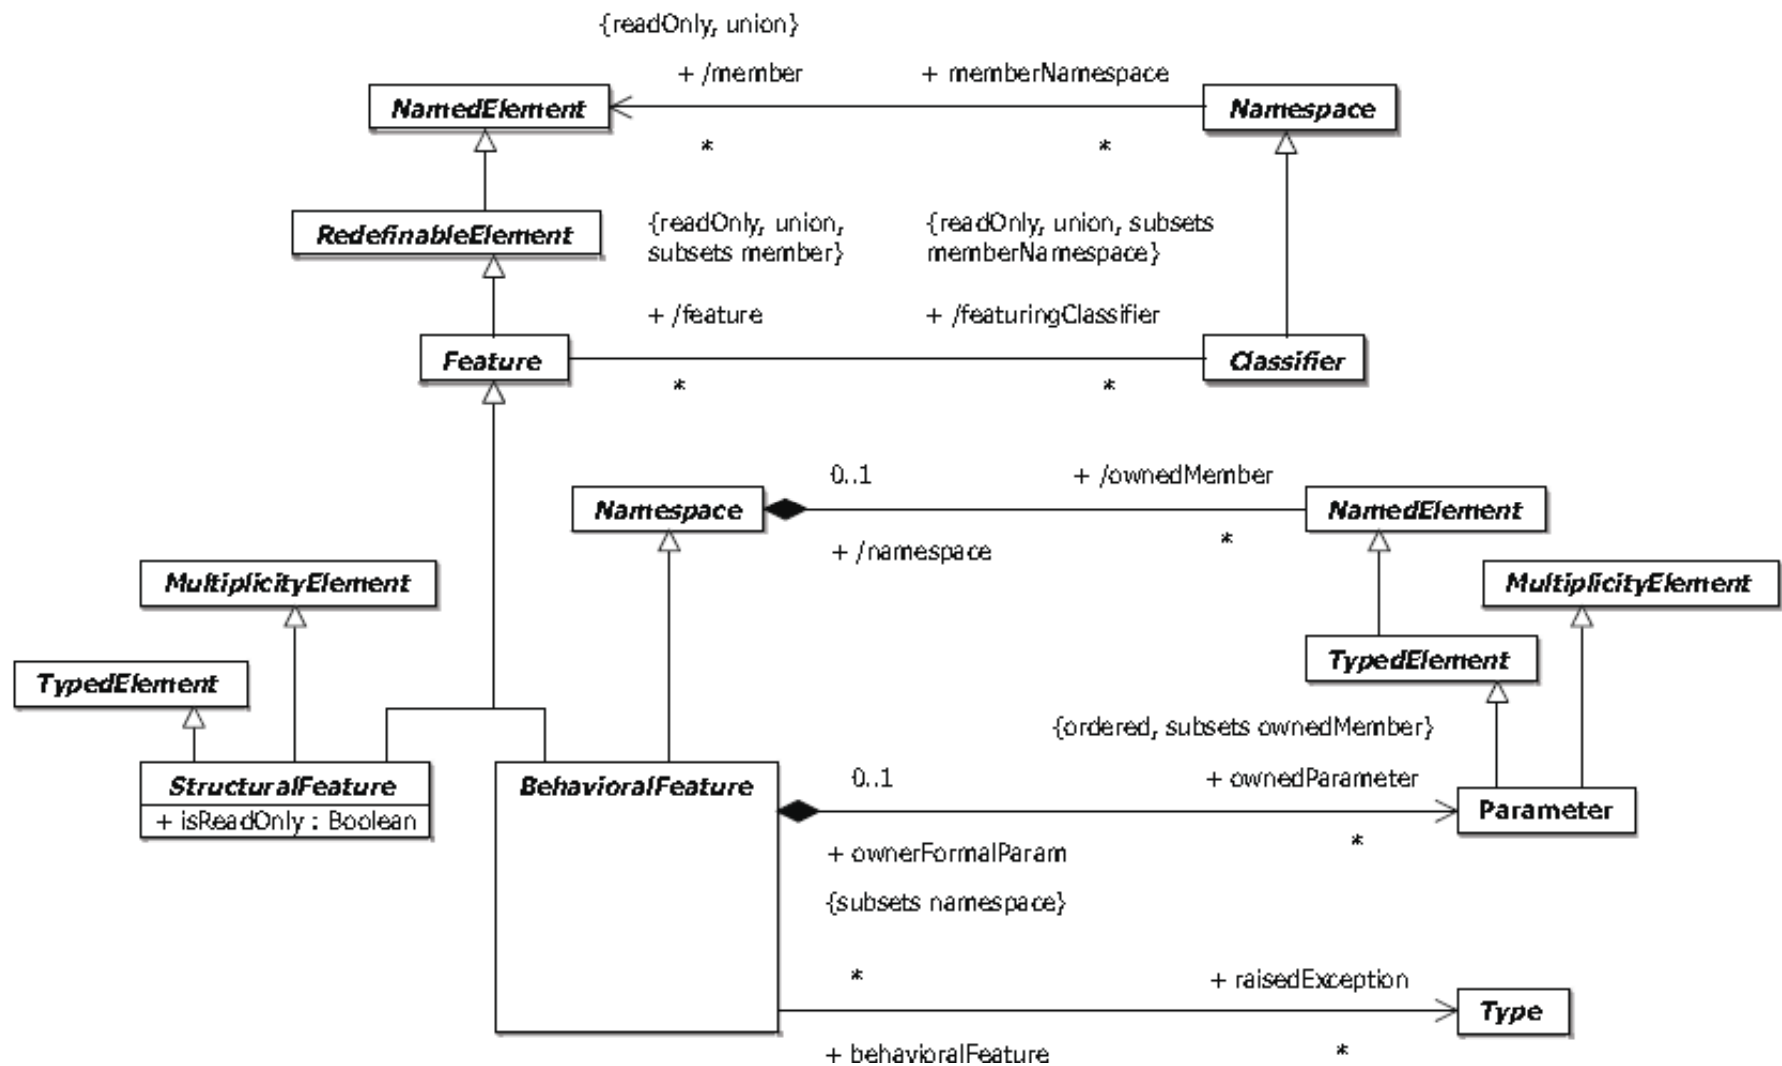 {readOnly, union}
+ /member
+ memberNamespace
NamedElement
Namespace
*
*
RedefinableElement
{readOnly, union,
subsets member}
{readOnly, union, subsets
memberNamespace}
+ /feature
+ /featuringClassifier
Feature
Classifier
*
*
0..1
+ /ownedMember
Namespace
NamedElement
+ /namespace
*
MultiplicityElement
MultiplicityElement
TypedElement
TypedElement
{ordered, subsets ownedMember}
StructuralFeature
+ isReadOnly : Boolean
BehavioralFeature
0..1
+ ownedParameter
Parameter
+ ownerFormalParam
*
{subsets namespace}
*
+ raisedException
Type
+ behavioralFeature
*